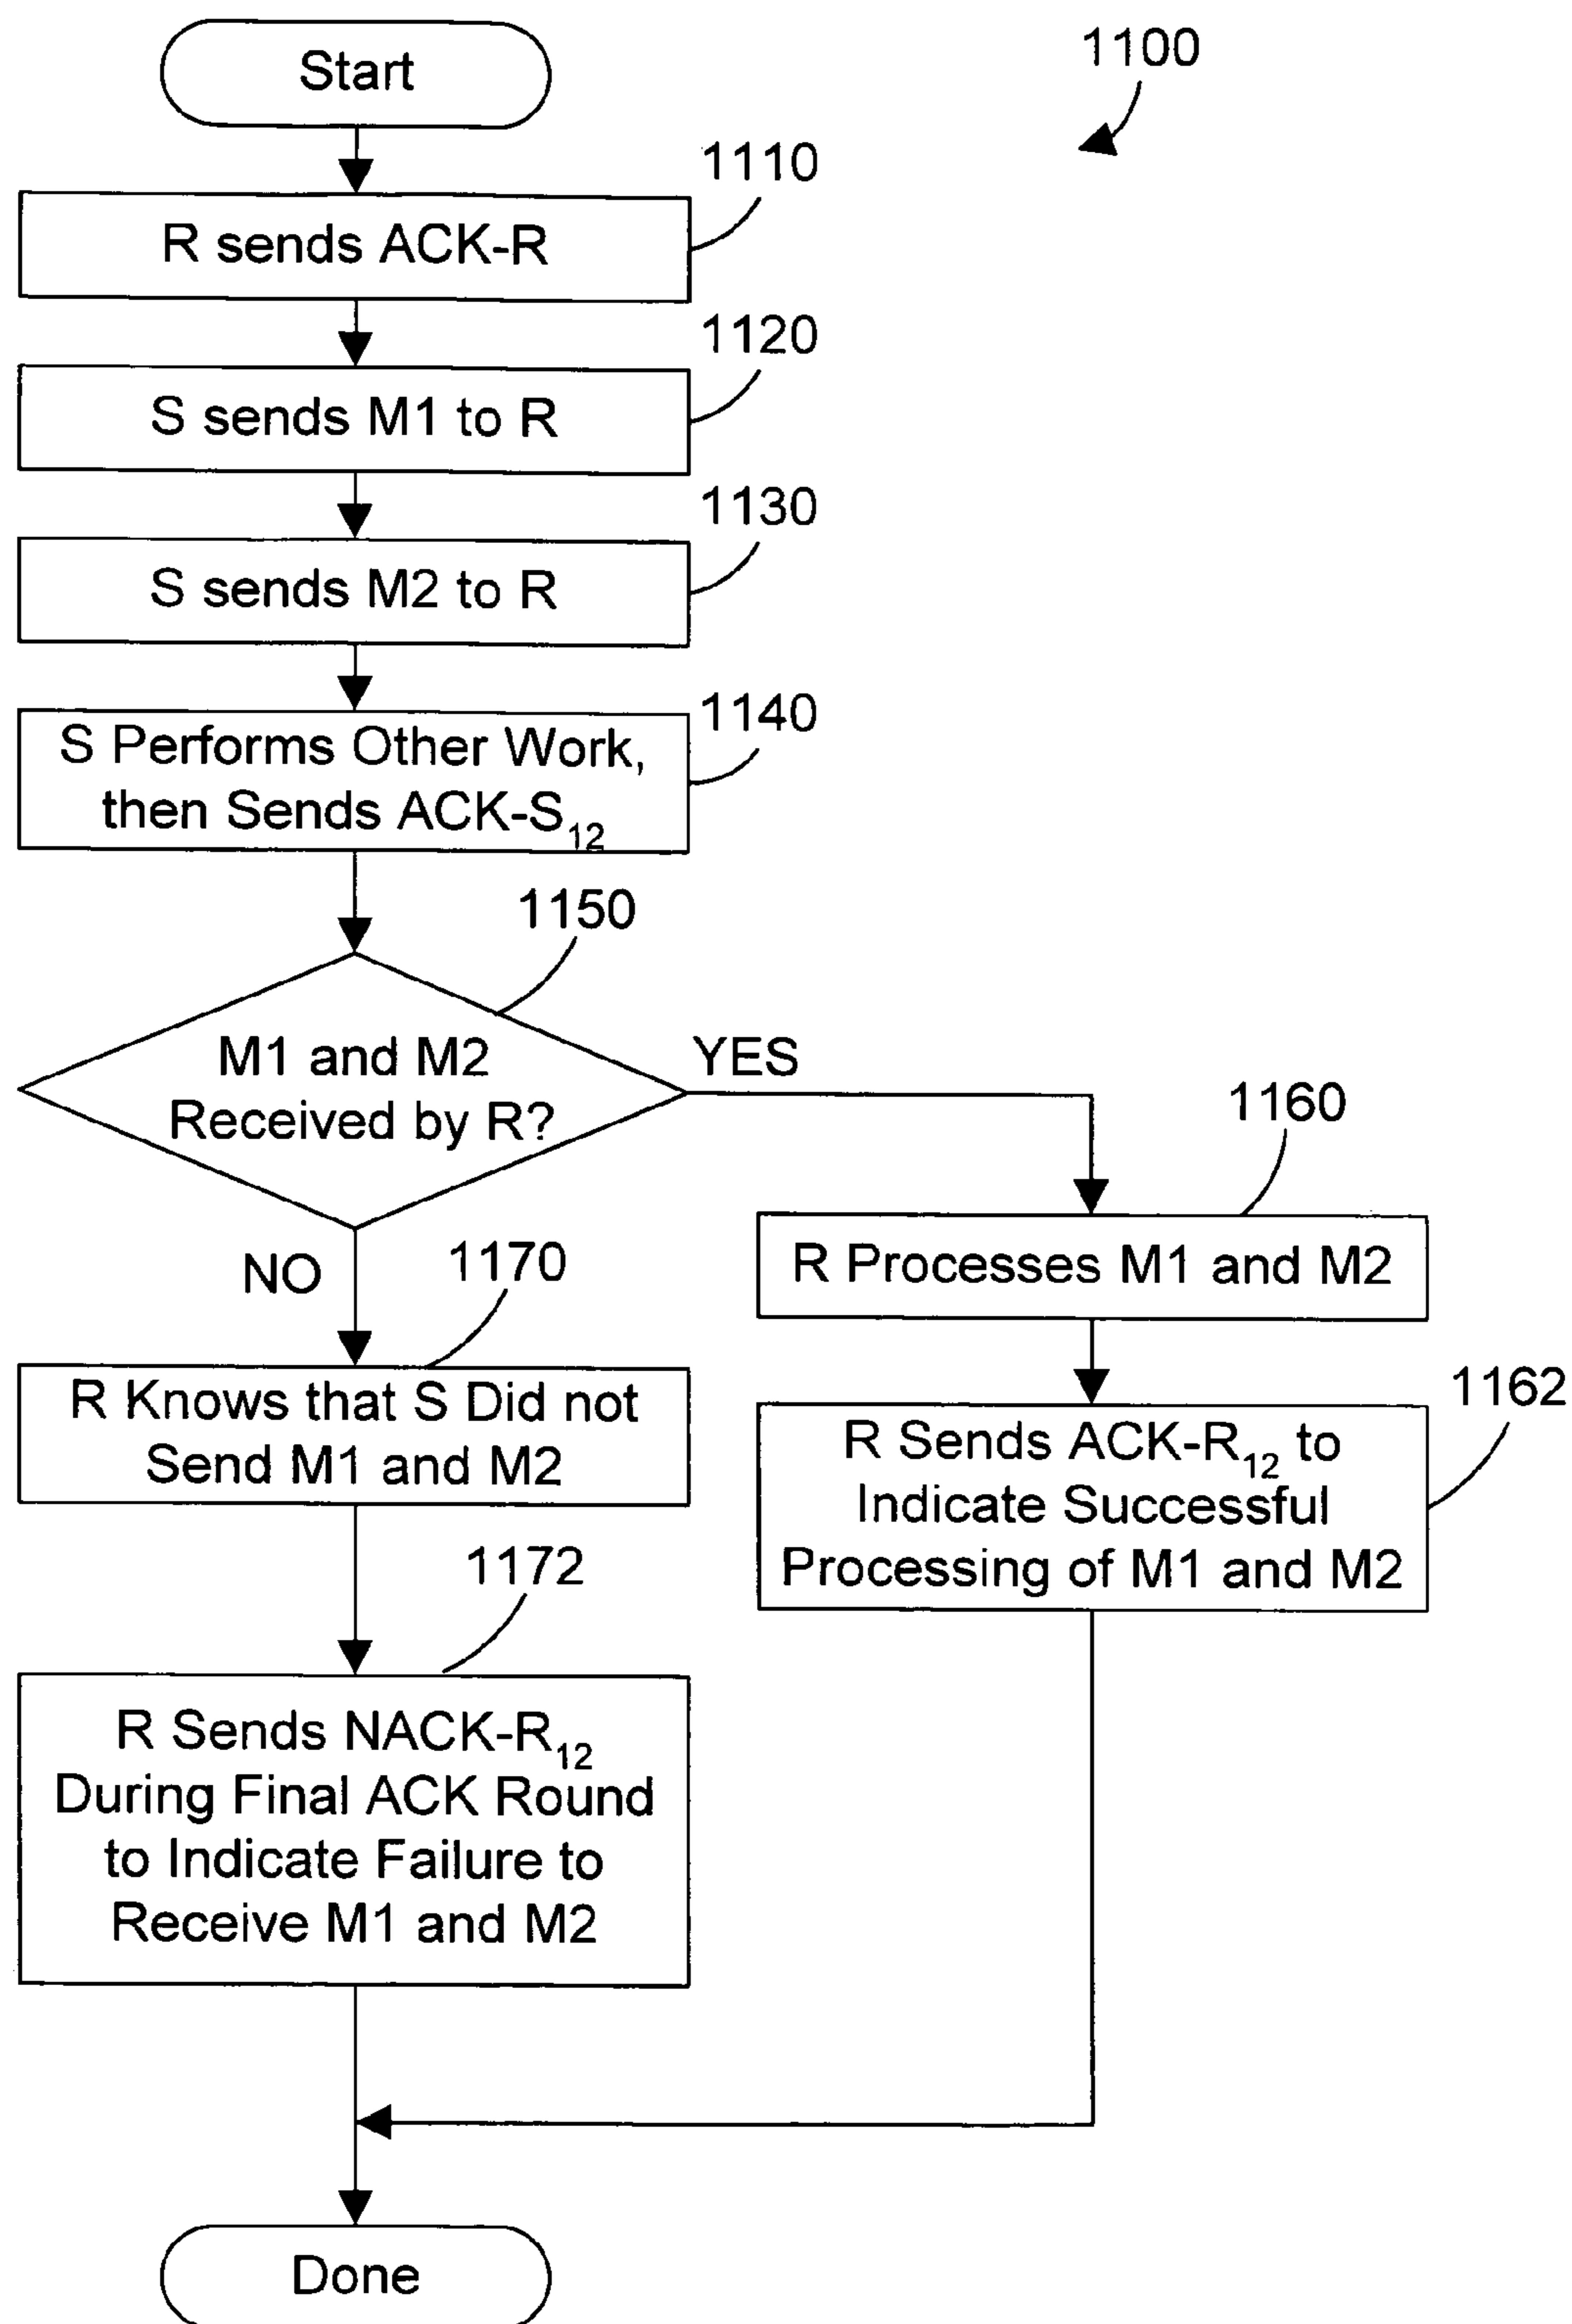 Start
1100
1110
R sends ACK-R
1120
S sends M1 to R
1130
S sends M2 to R
1140
S Performs Other Work,
then Sends ACK-S12
1150
M1 and M2
Received by R?
YES
NO
1160
R Processes M1 and M2
1162
R Sends ACK-R12 to
Indicate Successful
Processing of M1 and M2
1170
R Knows that S Did not
Send M1 and M2
1172
R Sends NACK-R12
During Final ACK Round
to Indicate Failure to
Receive M1 and M2
Done